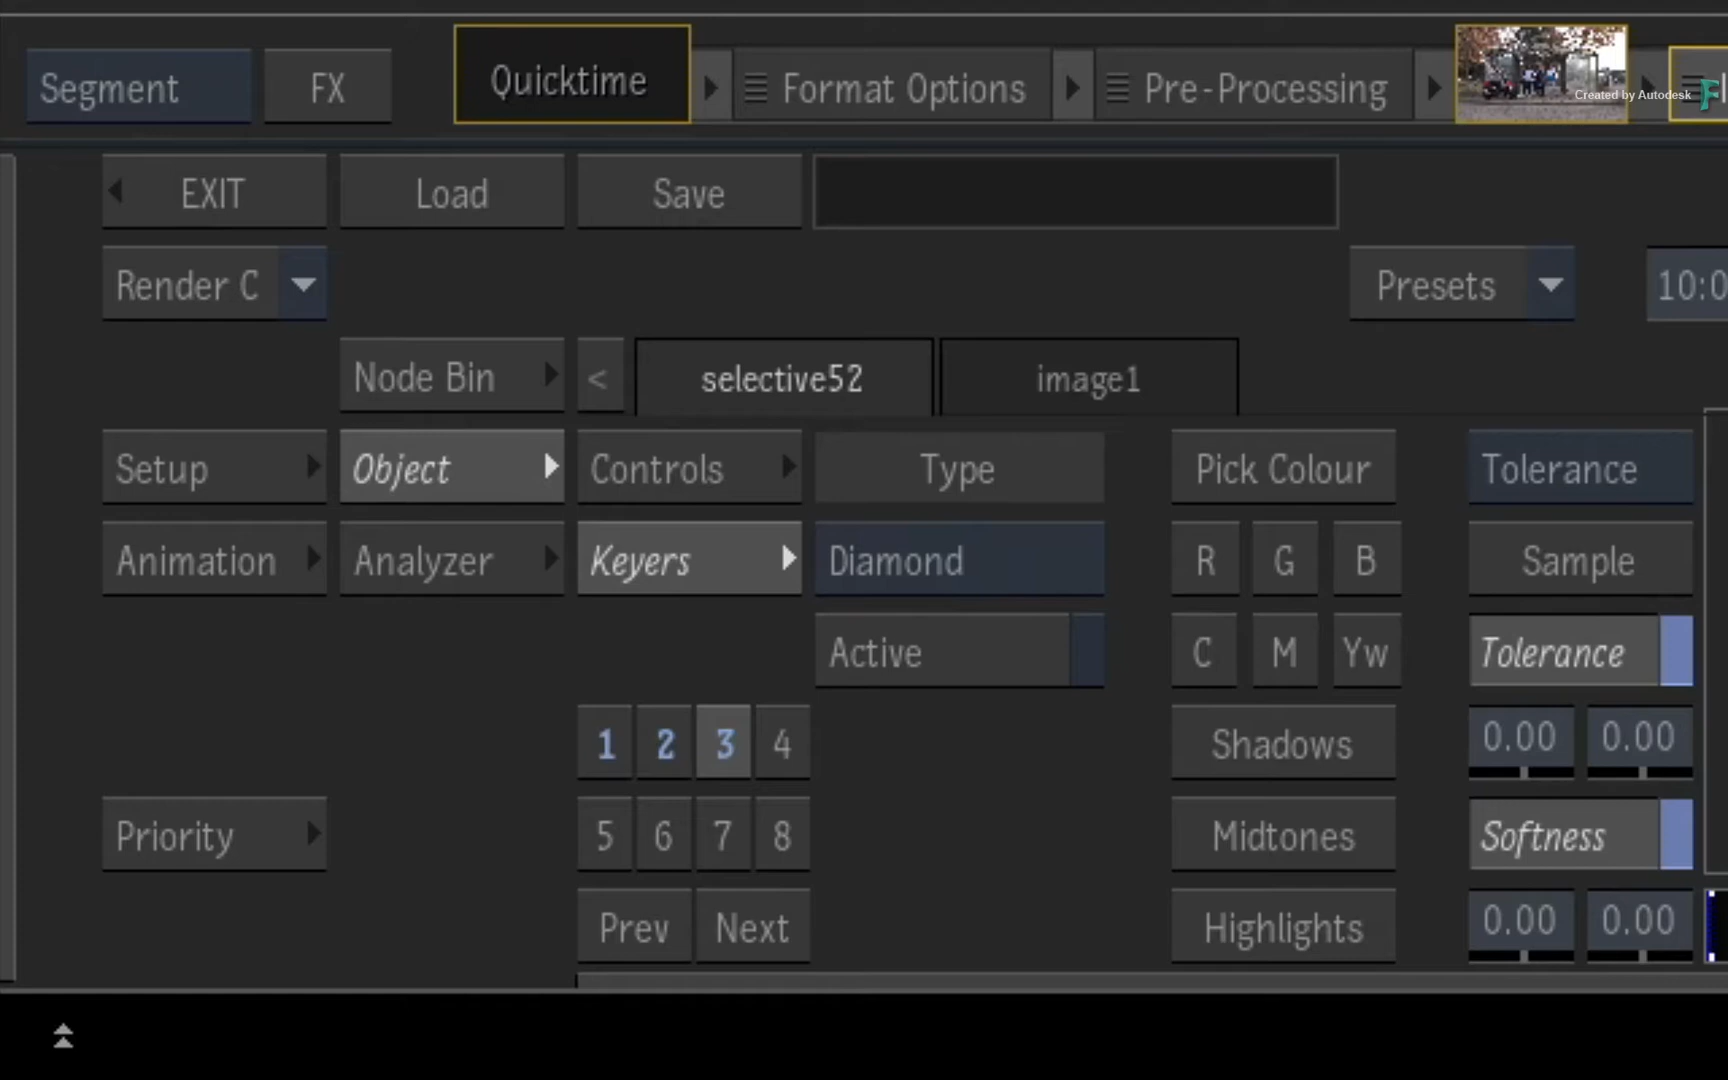 Segment FX Quicktime Format Options Pre-Processing Created by Autodesk
EXIT Load Save
Render C Presets 10:0
Node Bin < selective52 image1
Setup Object Controls Type Pick Colour Tolerance
Animation Analyzer Keyers Diamond R G B Sample
Active C M Yw Tolerance
1 2 3 4 Shadows 0.00 0.00
Priority 5 6 7 8 Midtones Softness
Prev Next Highlights 0.00 0.00